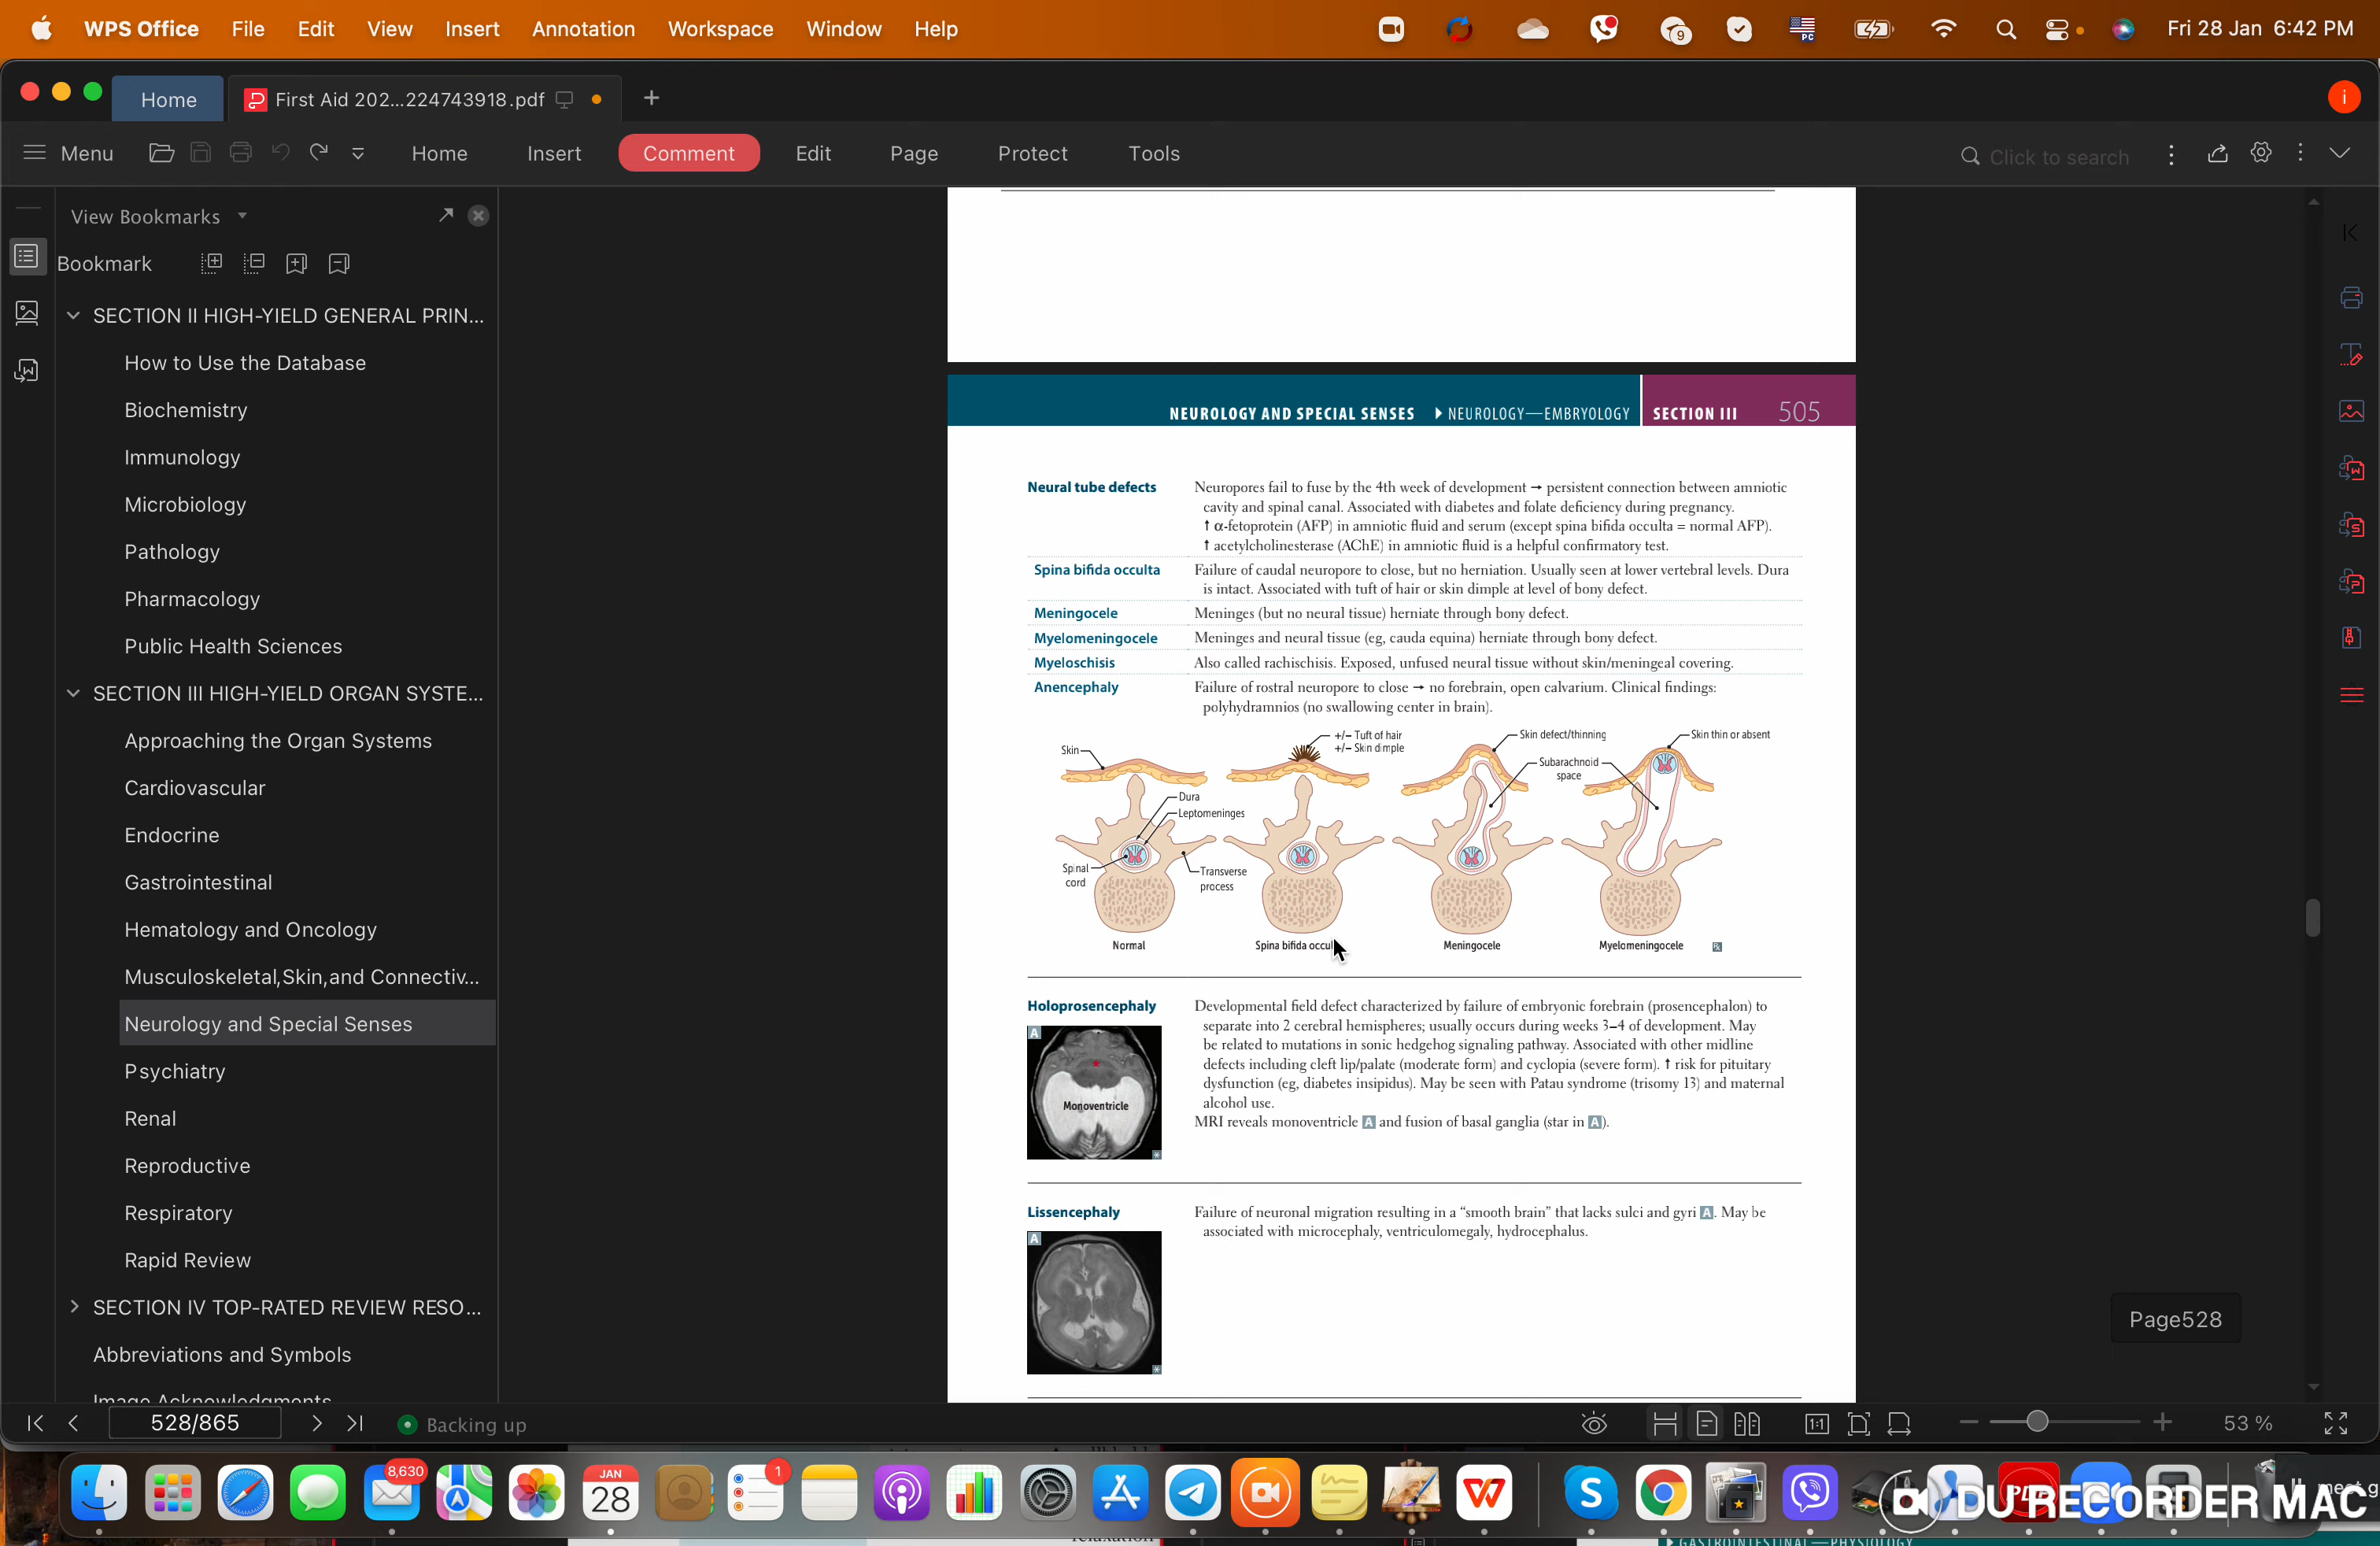 WPS Office File Edit View Insert Annotation Workspace Window Help 9 PC Fri 28 Jan 6:42 PM
Home First Aid 202...224743918.pdf + i
Menu Home Insert Comment Edit Page Protect Tools Click to search
View Bookmarks
Bookmark
SECTION II HIGH-YIELD GENERAL PRIN...
How to Use the Database
Biochemistry
Immunology
Microbiology
Pathology
Pharmacology
Public Health Sciences
SECTION III HIGH-YIELD ORGAN SYSTE...
Approaching the Organ Systems
Cardiovascular
Endocrine
Gastrointestinal
Hematology and Oncology
Musculoskeletal,Skin,and Connectiv...
Neurology and Special Senses
Psychiatry
Renal
Reproductive
Respiratory
Rapid Review
SECTION IV TOP-RATED REVIEW RESO...
Abbreviations and Symbols
Image Acknowledgments
NEUROLOGY AND SPECIAL SENSES ▶ NEUROLOGY—EMBRYOLOGY SECTION III 505
Neural tube defects Neuropores fail to fuse by the 4th week of development → persistent connection between amniotic
cavity and spinal canal. Associated with diabetes and folate deficiency during pregnancy.
↑ α-fetoprotein (AFP) in amniotic fluid and serum (except spina bifida occulta = normal AFP).
↑ acetylcholinesterase (AChE) in amniotic fluid is a helpful confirmatory test.
Spina bifida occulta Failure of caudal neuropore to close, but no herniation. Usually seen at lower vertebral levels. Dura
is intact. Associated with tuft of hair or skin dimple at level of bony defect.
Meningocele Meninges (but no neural tissue) herniate through bony defect.
Myelomeningocele Meninges and neural tissue (eg, cauda equina) herniate through bony defect.
Myeloschisis Also called rachischisis. Exposed, unfused neural tissue without skin/meningeal covering.
Anencephaly Failure of rostral neuropore to close → no forebrain, open calvarium. Clinical findings:
polyhydramnios (no swallowing center in brain).
Skin
+/– Tuft of hair
+/– Skin dimple
Skin defect/thinning
Subarachnoid
space
Skin thin or absent
Dura
Leptomeninges
Spinal
cord
Transverse
process
Normal Spina bifida occul Meningocele Myelomeningocele Rx
Holoprosencephaly Developmental field defect characterized by failure of embryonic forebrain (prosencephalon) to
separate into 2 cerebral hemispheres; usually occurs during weeks 3–4 of development. May
be related to mutations in sonic hedgehog signaling pathway. Associated with other midline
defects including cleft lip/palate (moderate form) and cyclopia (severe form). ↑ risk for pituitary
dysfunction (eg, diabetes insipidus). May be seen with Patau syndrome (trisomy 13) and maternal
alcohol use.
MRI reveals monoventricle A and fusion of basal ganglia (star in A).
A
Monoventricle
Lissencephaly Failure of neuronal migration resulting in a “smooth brain” that lacks sulci and gyri A. May be
associated with microcephaly, ventriculomegaly, hydrocephalus.
A
Page528
528/865 Backing up 1:1 53 %
8,630 JAN 28 1
DU RECORDER MAC
relaxation
▶ GASTROINTESTINAL—PHYSIOLOGY